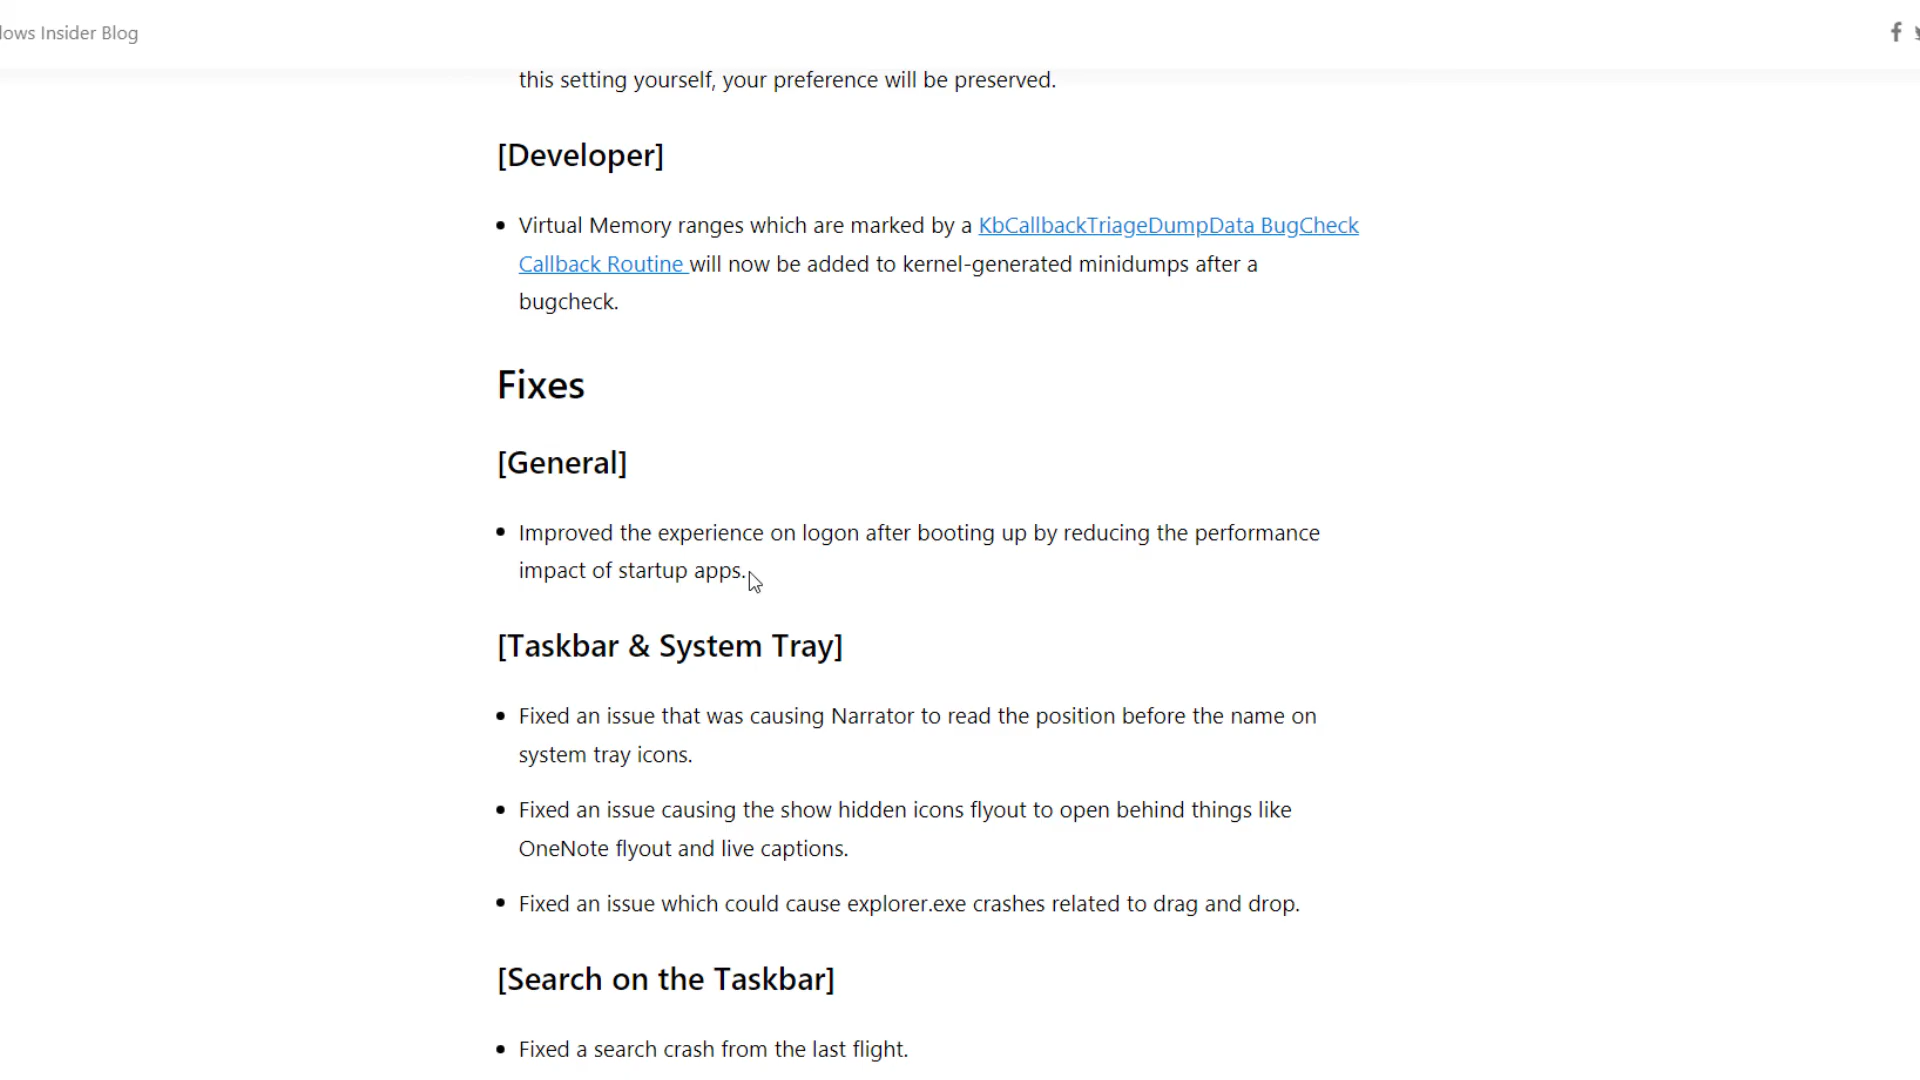 Insider Blog
this setting yourself, your preference will be preserved.
[Developer]
• Virtual Memory ranges which are marked by a KbCallbackTriageDumpData BugCheck
Callback Routine will now be added to kernel-generated minidumps after a
bugcheck.
Fixes
[General]
• Improved the experience on logon after booting up by reducing the performance
impact of startup apps.
[Taskbar & System Tray]
• Fixed an issue that was causing Narrator to read the position before the name on
system tray icons.
• Fixed an issue causing the show hidden icons flyout to open behind things like
OneNote flyout and live captions.
• Fixed an issue which could cause explorer.exe crashes related to drag and drop.
[Search on the Taskbar]
• Fixed a search crash from the last flight.